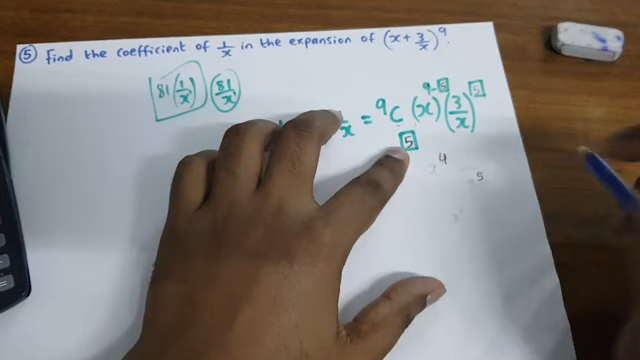 ⑤ Find the coefficient of 1/x in the expansion of (x + 3/x)^9.
81(1/x) 81/x
x = ⁹C₅ (x)^(9-5) (3/x)^5
4
5